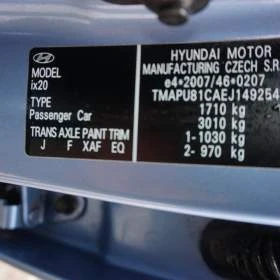 HYUNDAI MOTOR
MANUFACTURING CZECH S.R.
e4*2007/46*0207
TMAPU81CAEJ149254
1710 kg
3010 kg
1- 1030 kg
2- 970 kg
HYUNDAI
MODEL
ix20
TYPE
Passenger Car
TRANS AXLE PAINT TRIM
J F XAF EQ